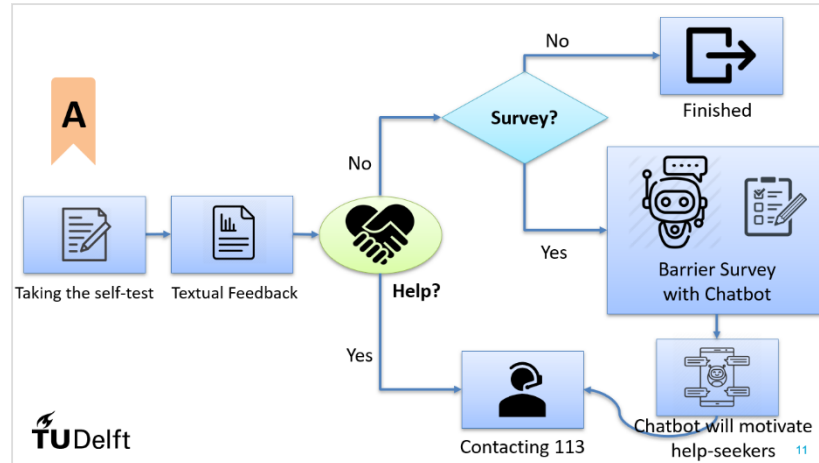 A
Taking the self-test
Textual Feedback
Help?
No
Yes
Survey?
No
Yes
Finished
Barrier Survey
with Chatbot
Chatbot will motivate
help-seekers
Contacting 113
TUDelft
11